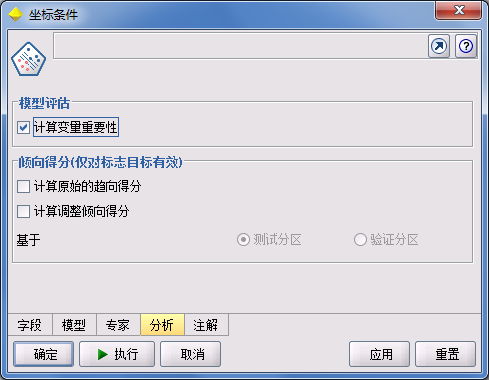 坐标条件
模型评估
计算变量重要性
倾向得分(仅对标志目标有效)
计算原始的趋向得分
计算调整倾向得分
基于 测试分区 验证分区
字段 模型 专家 分析 注解
确定 执行 取消 应用 重置